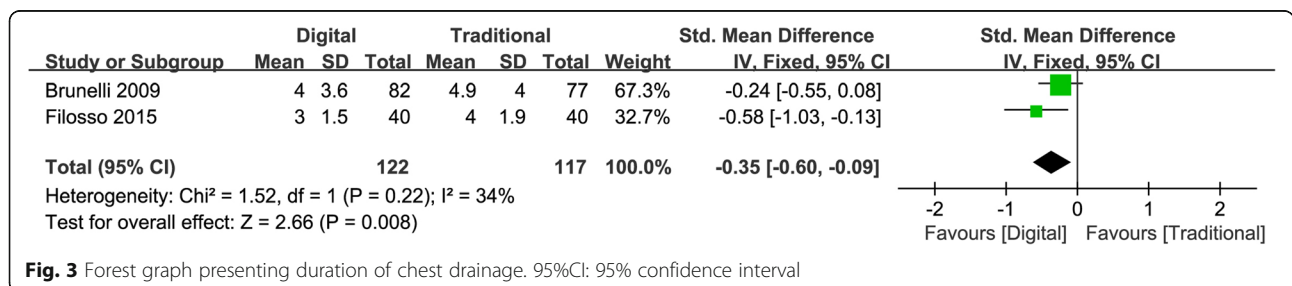 Digital Traditional Std. Mean Difference Std. Mean Difference
Study or Subgroup Mean SD Total Mean SD Total Weight IV, Fixed, 95% CI IV, Fixed, 95% CI
Brunelli 2009 4 3.6 82 4.9 4 77 67.3% -0.24 [-0.55, 0.08]
Filosso 2015 3 1.5 40 4 1.9 40 32.7% -0.58 [-1.03, -0.13]
Total (95% CI) 122 117 100.0% -0.35 [-0.60, -0.09]
Heterogeneity: Chi² = 1.52, df = 1 (P = 0.22); I² = 34%
Test for overall effect: Z = 2.66 (P = 0.008)
-2 -1 0 1 2
Favours [Digital] Favours [Traditional]
Fig. 3 Forest graph presenting duration of chest drainage. 95%CI: 95% confidence interval